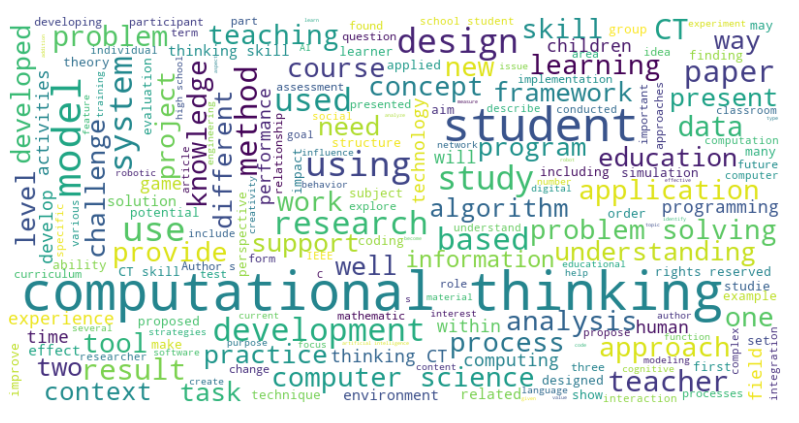 developing
participant
part
term
school student
group
experiment
may
problem
teaching
design
skill
CT
way
individual
thinking skill
AI
question
learner
children
area
idea
finding
developed
theory
course
learning
paper
activities
evaluation
feature
training
high school
assessment
applied
new
issue
implementation
model
system
project
knowledge
method
used
concept
framework
present
social
presented
aim
describe
conducted
important
approaches
classroom
level
challenge
different
performance
relationship
need
technology
student
program
data
computation
network
type
goal
structure
will
including
simulation
many
future
computer
robotic
article
engineering
impact
influence
behavior
using
study
education
game
solution
potential
develop
various
specific
creativity
subject
explore
number
digital
application
use
include
perspective
work
research
algorithm
order
programming
understand
topic
identify
provide
support
coding
based
problem solving
ability
CT skill
Author s
test
form
IEEE
well
information
understanding
curriculum
educational
help
rights reserved
studie
example
c
s
role
material
computational thinking
experience
proposed
current
mathematic
interest
within
author
function
time
several
strategies
development
analysis
human
one
set
tool
make
practice
process
propose
approach
complex
modeling
integration
improve
effect
researcher
software
purpose
focus
thinking CT
computing
cognitive
first
field
two
result
change
content
three
context
create
computer science
designed
teacher
task
technique
environment
related
language
value
show
interaction
processes